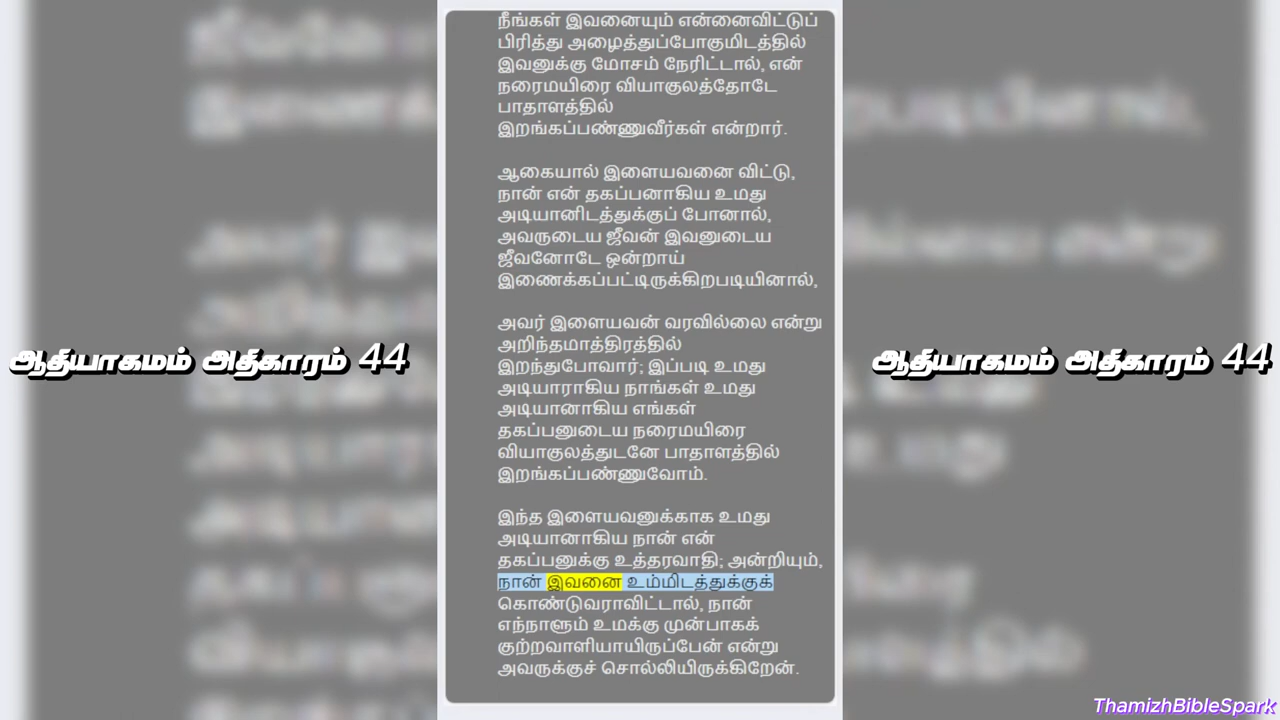 நீங்கள் இவனையும் என்னைவிட்டுப்
பிரித்து அழைத்துப்போகுமிடத்தில்
இவனுக்கு மோசம் நேரிட்டால், என்
நரைமயிரை வியாகுலத்தோடே
பாதாளத்தில்
இறங்கப்பண்ணுவீர்கள் என்றார்.
ஆகையால் இளையவனை விட்டு,
நான் என் தகப்பனாகிய உமது
அடியானிடத்துக்குப் போனால்,
அவருடைய ஜீவன் இவனுடைய
ஜீவனோடே ஒன்றாய்
இணைக்கப்பட்டிருக்கிறபடியினால்,
அவர் இளையவன் வரவில்லை என்று
அறிந்தமாத்திரத்தில்
இறந்துபோவார்; இப்படி உமது
அடியாராகிய நாங்கள் உமது
அடியானாகிய எங்கள்
தகப்பனுடைய நரைமயிரை
வியாகுலத்துடனே பாதாளத்தில்
இறங்கப்பண்ணுவோம்.
இந்த இளையவனுக்காக உமது
அடியானாகிய நான் என்
தகப்பனுக்கு உத்தரவாதி; அன்றியும்,
நான் இவனை உம்மிடத்துக்குக்
கொண்டுவராவிட்டால், நான்
எந்நாளும் உமக்கு முன்பாகக்
குற்றவாளியாயிருப்பேன் என்று
அவருக்குச் சொல்லியிருக்கிறேன்.
ஆதியாகமம் அதிகாரம் 44
ஆதியாகமம் அதிகாரம் 44
ThamizhBibleSpark